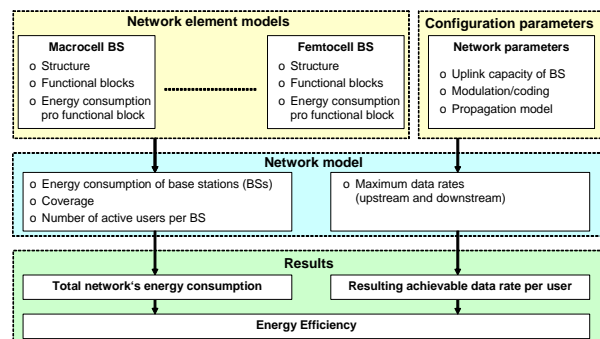 Network element models
Macrocell BS
o Structure
o Functional blocks
o Energy consumption
pro functional block
Femtocell BS
o Structure
o Functional blocks
o Energy consumption
pro functional block
Configuration parameters
Network parameters
o Uplink capacity of BS
o Modulation/coding
o Propagation model
Network model
o Energy consumption of base stations (BSs)
o Coverage
o Number of active users per BS
o Maximum data rates
(upstream and downstream)
Results
Total network‘s energy consumption
Resulting achievable data rate per user
Energy Efficiency